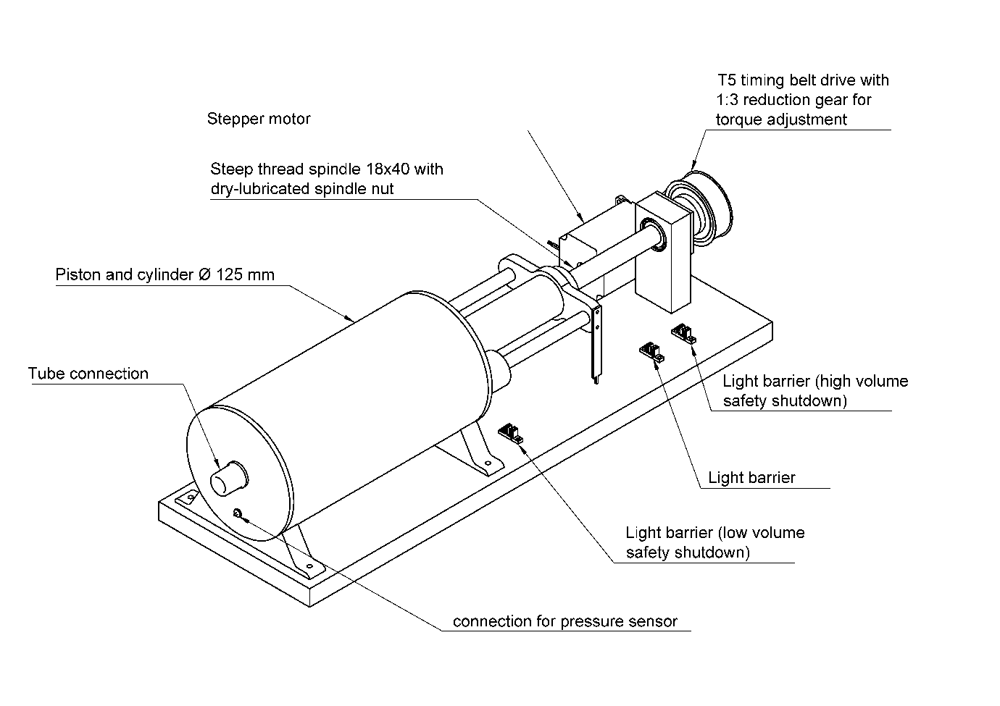 T5 timing belt drive with
1:3 reduction gear for
torque adjustment
Stepper motor
Steep thread spindle 18x40 with
dry-lubricated spindle nut
Piston and cylinder Ø 125 mm
Tube connection
Light barrier (high volume
safety shutdown)
Light barrier
Light barrier (low volume
safety shutdown)
connection for pressure sensor